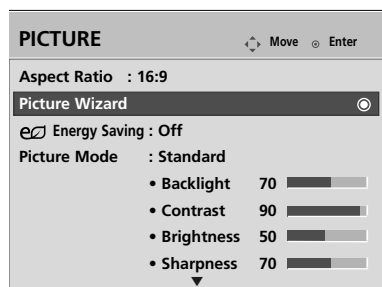 PICTURE Move Enter
Aspect Ratio : 16:9
Picture Wizard
Energy Saving : Off
Picture Mode : Standard
• Backlight 70
• Contrast 90
• Brightness 50
• Sharpness 70